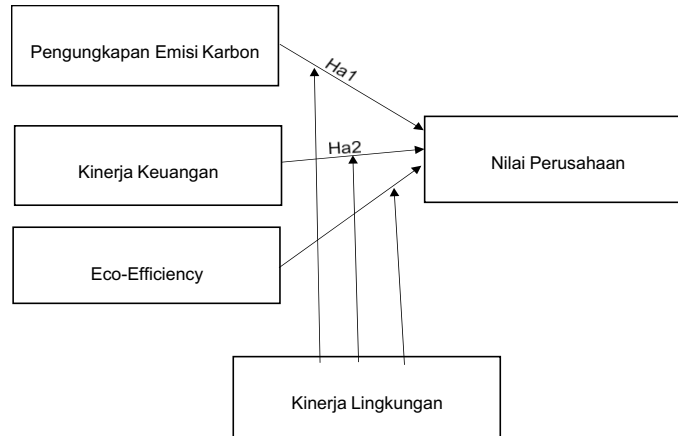 Pengungkapan Emisi Karbon
Ha1
Nilai Perusahaan
Ha2
Kinerja Keuangan
Eco-Efficiency
Kinerja Lingkungan